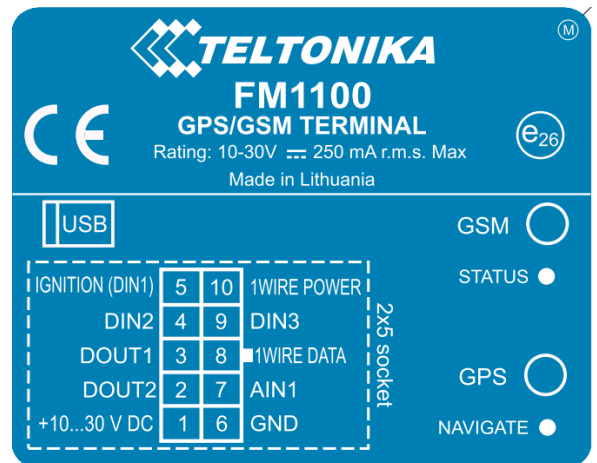 TELTONIKA
M
FM1100
GPS/GSM TERMINAL
Rating: 10-30V ⎓ 250 mA r.m.s. Max
Made in Lithuania
CE
e26
USB
GSM
STATUS
IGNITION (DIN1) 5 10 1WIRE POWER
DIN2 4 9 DIN3
DOUT1 3 8 1WIRE DATA
DOUT2 2 7 AIN1
+10...30 V DC 1 6 GND
2x5 socket
GPS
NAVIGATE